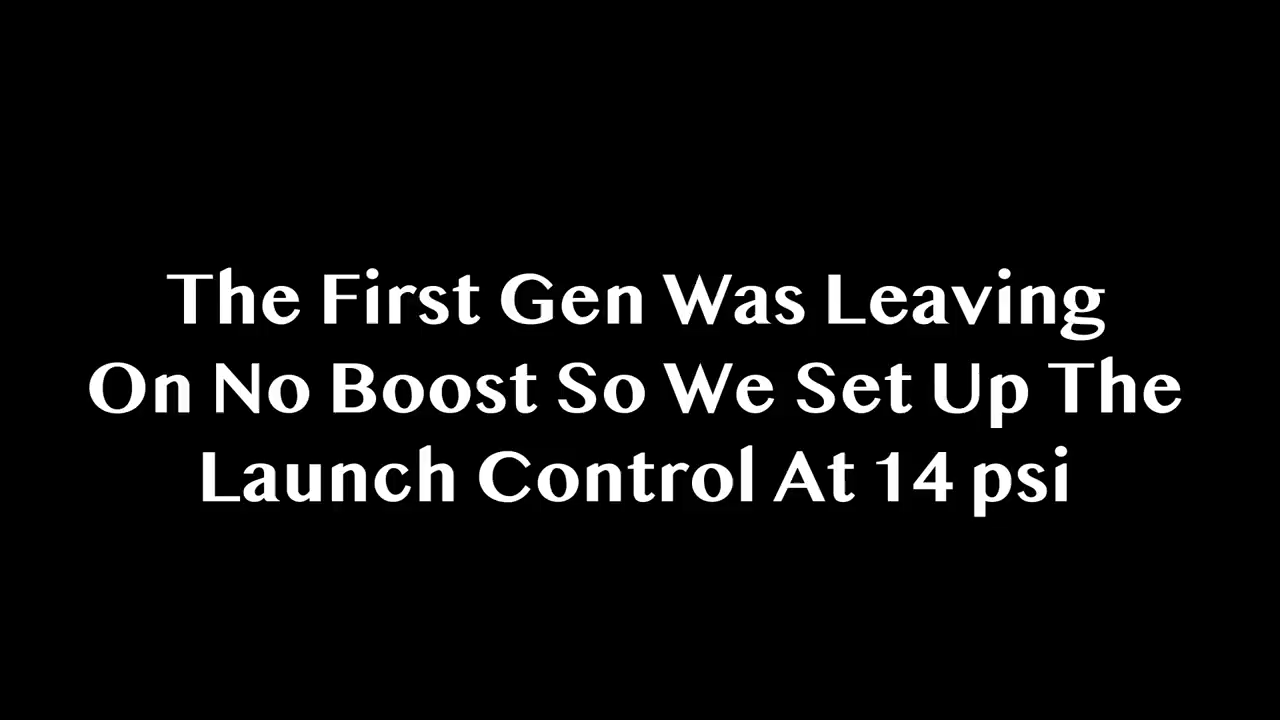 The First Gen Was Leaving
On No Boost So We Set Up The
Launch Control At 14 psi